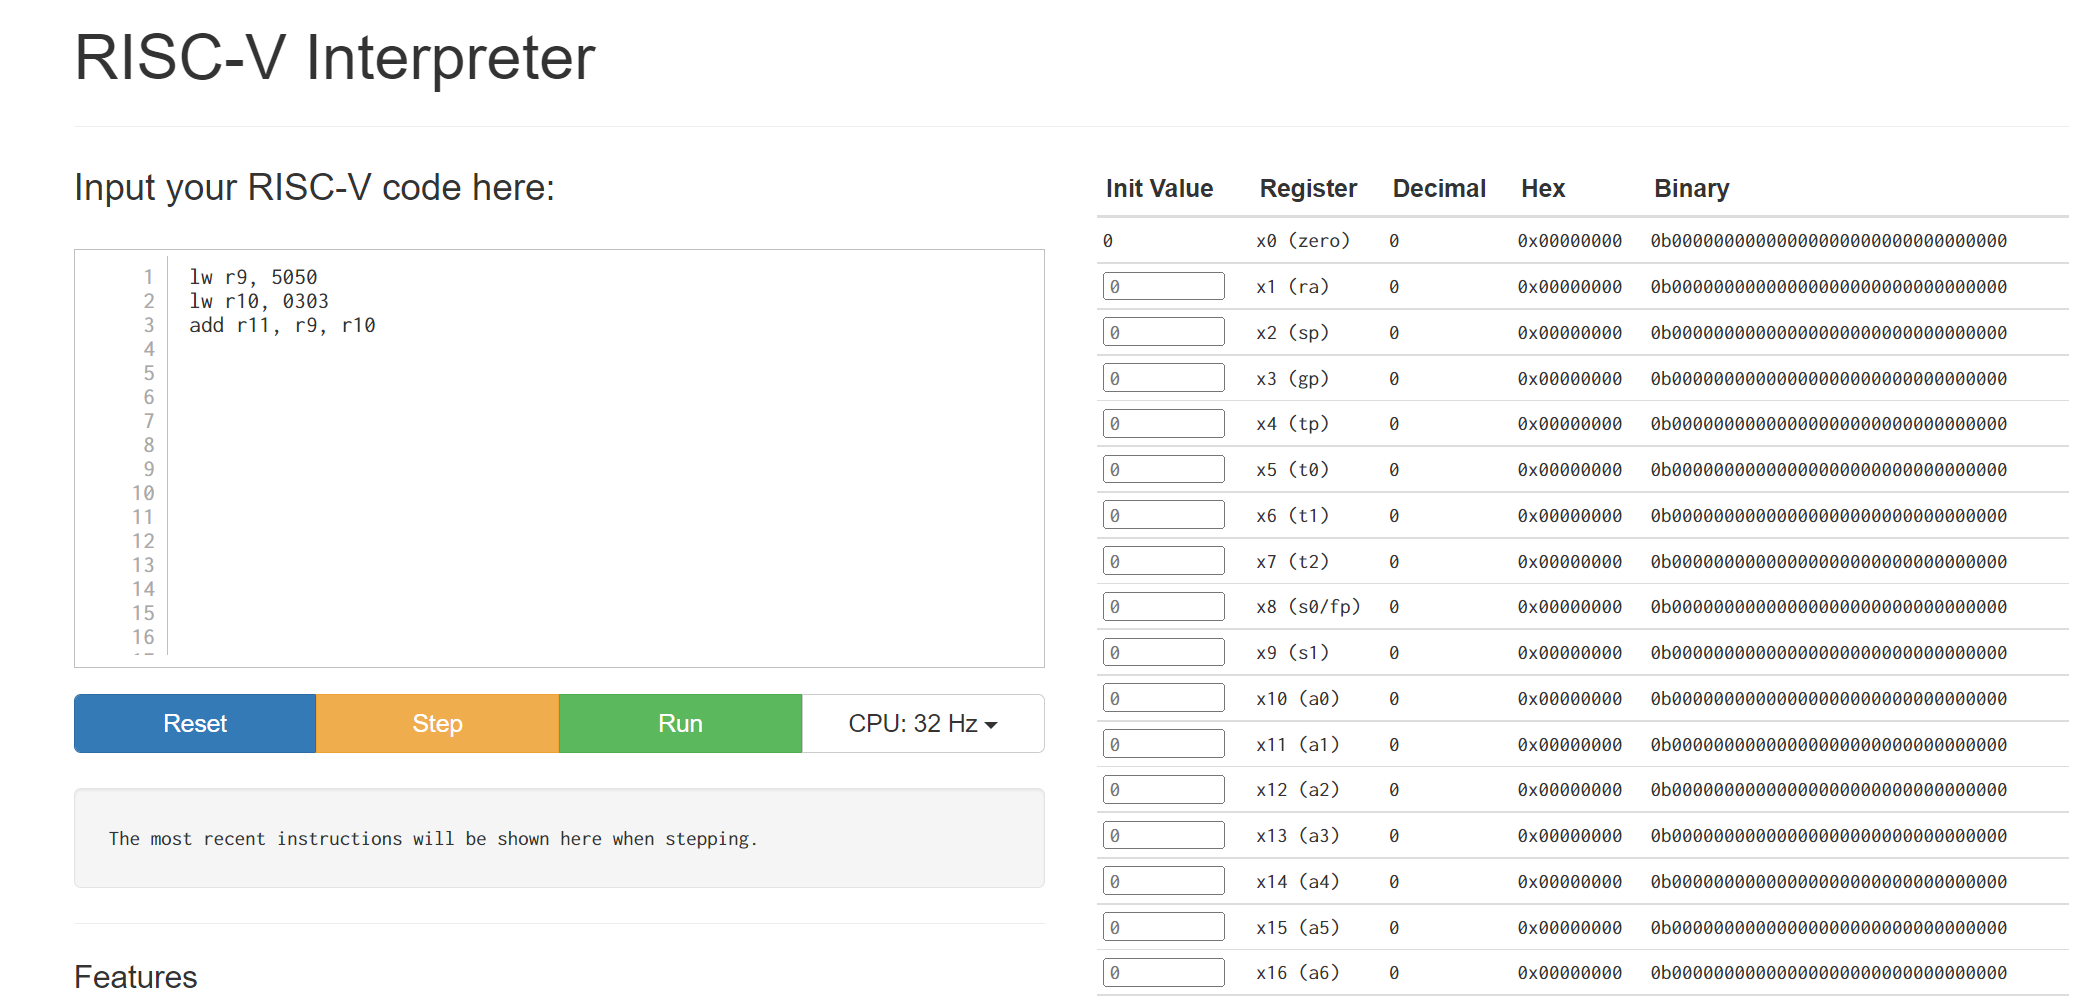 RISC-V Interpreter
Input your RISC-V code here:
1 lw r9, 5050
2 lw r10, 0303
3 add r11, r9, r10
4
5
6
7
8
9
10
11
12
13
14
15
16
Reset Step Run CPU: 32 Hz
The most recent instructions will be shown here when stepping.
Features
Init Value Register Decimal Hex Binary
0 x0 (zero) 0 0x00000000 0b00000000000000000000000000000000
0 x1 (ra) 0 0x00000000 0b00000000000000000000000000000000
0 x2 (sp) 0 0x00000000 0b00000000000000000000000000000000
0 x3 (gp) 0 0x00000000 0b00000000000000000000000000000000
0 x4 (tp) 0 0x00000000 0b00000000000000000000000000000000
0 x5 (t0) 0 0x00000000 0b00000000000000000000000000000000
0 x6 (t1) 0 0x00000000 0b00000000000000000000000000000000
0 x7 (t2) 0 0x00000000 0b00000000000000000000000000000000
0 x8 (s0/fp) 0 0x00000000 0b00000000000000000000000000000000
0 x9 (s1) 0 0x00000000 0b00000000000000000000000000000000
0 x10 (a0) 0 0x00000000 0b00000000000000000000000000000000
0 x11 (a1) 0 0x00000000 0b00000000000000000000000000000000
0 x12 (a2) 0 0x00000000 0b00000000000000000000000000000000
0 x13 (a3) 0 0x00000000 0b00000000000000000000000000000000
0 x14 (a4) 0 0x00000000 0b00000000000000000000000000000000
0 x15 (a5) 0 0x00000000 0b00000000000000000000000000000000
0 x16 (a6) 0 0x00000000 0b00000000000000000000000000000000